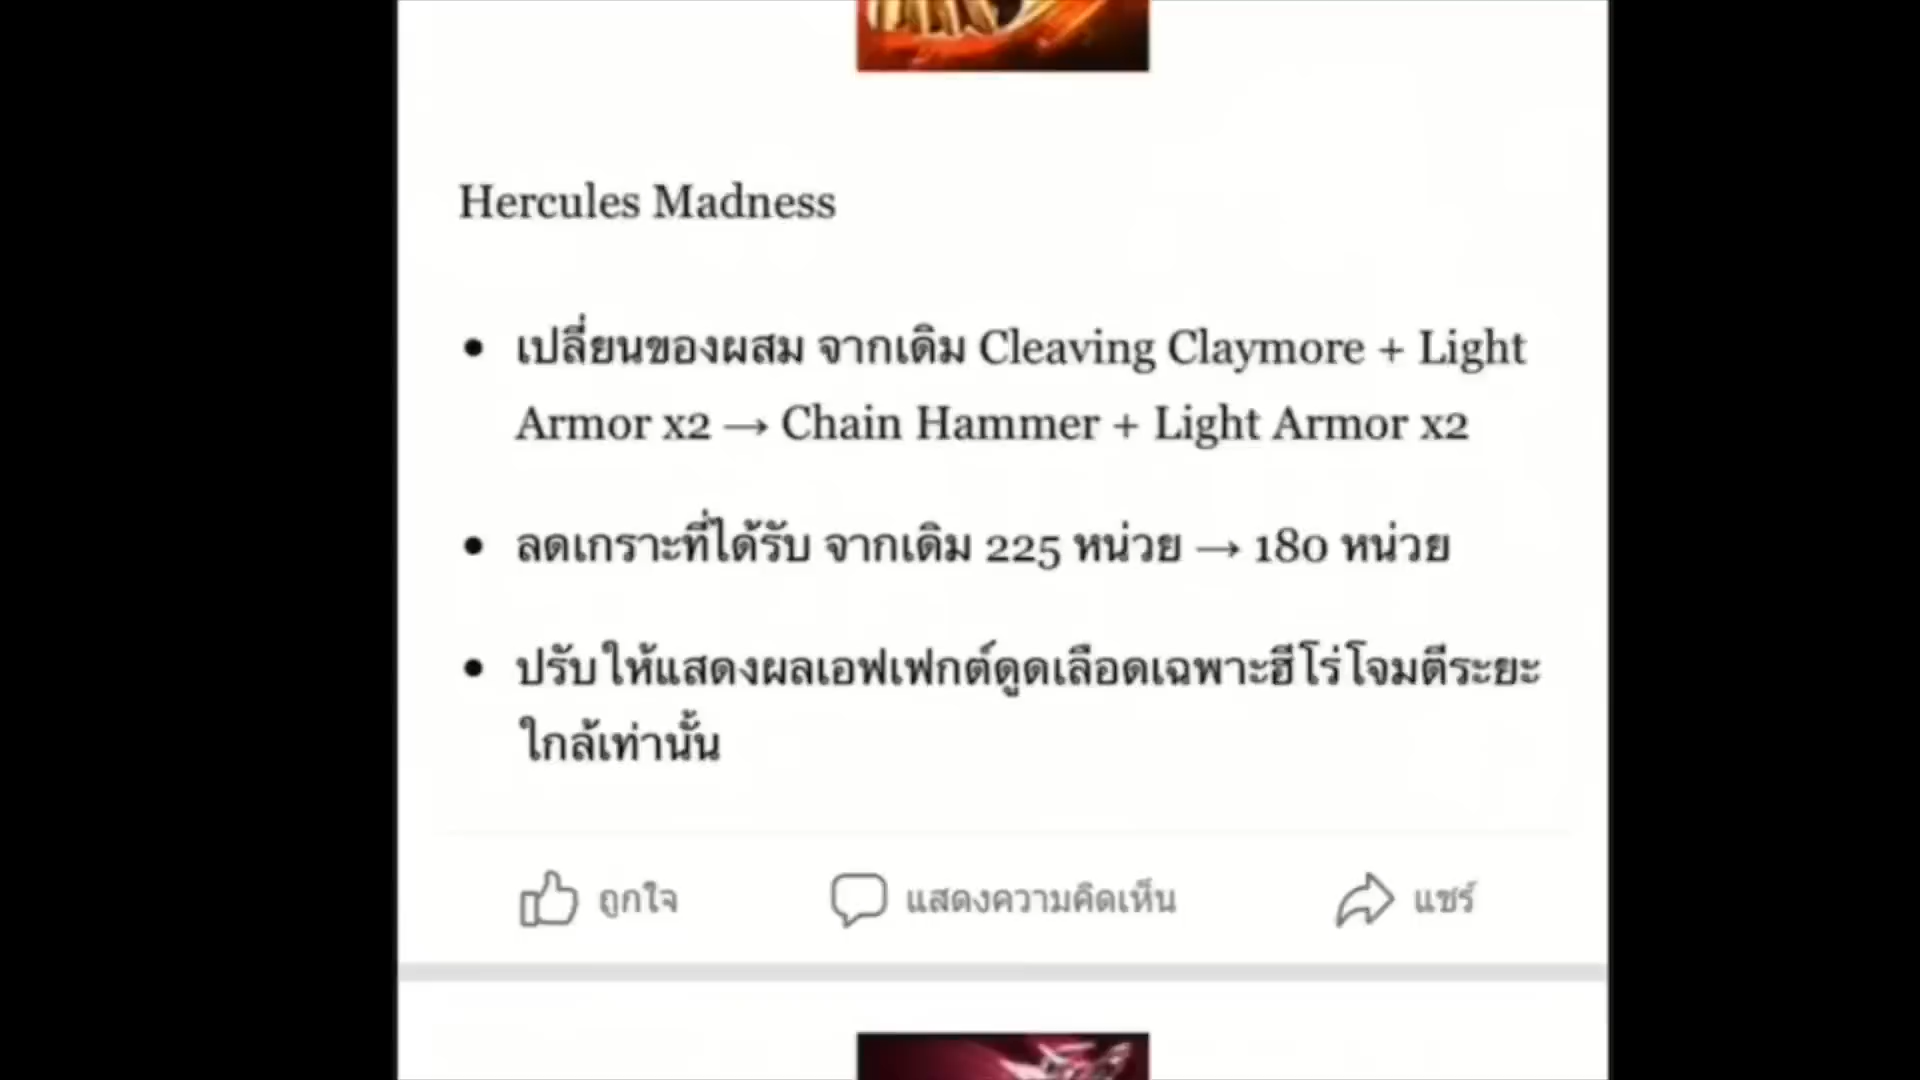 Hercules Madness
• เปลี่ยนของผสม จากเดิม Cleaving Claymore + Light
Armor x2 → Chain Hammer + Light Armor x2
• ลดเกราะที่ได้รับ จากเดิม 225 หน่วย → 180 หน่วย
• ปรับให้แสดงผลเอฟเฟกต์ดูดเลือดเฉพาะฮีโร่โจมตีระยะ
ใกล้เท่านั้น
ถูกใจ แสดงความคิดเห็น แชร์